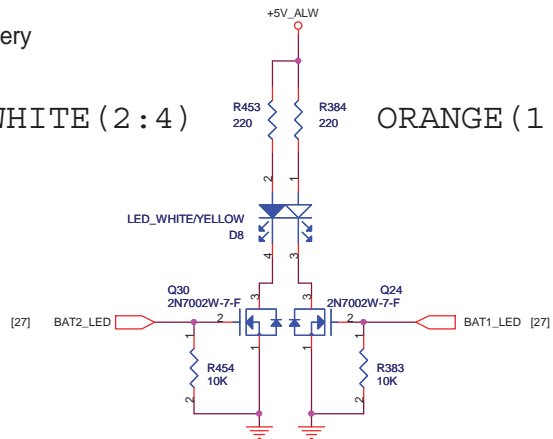 +5V_ALW
ery
R453
220
R384
220
WHITE(2:4)
ORANGE(1
2
1
LED_WHITE/YELLOW
D8
4
3
Q30
2N7002W-7-F
Q24
2N7002W-7-F
3
3
[27]
BAT2_LED
2
2
BAT1_LED
[27]
1
1
1
1
R454
10K
R383
10K
2
2